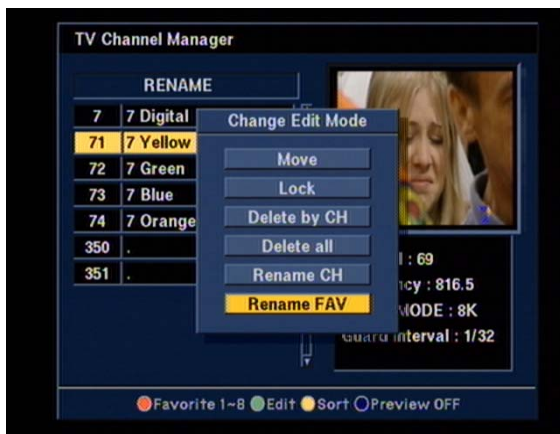 TV Channel Manager
RENAME
7 7 Digital
71 7 Yellow
72 7 Green
73 7 Blue
74 7 Orange
350 .
351 .
Change Edit Mode
Move
Lock
Delete by CH
Delete all
Rename CH
Rename FAV
l : 69
ncy : 816.5
MODE : 8K
Guard Interval : 1/32
Favorite 1~8 Edit Sort Preview OFF